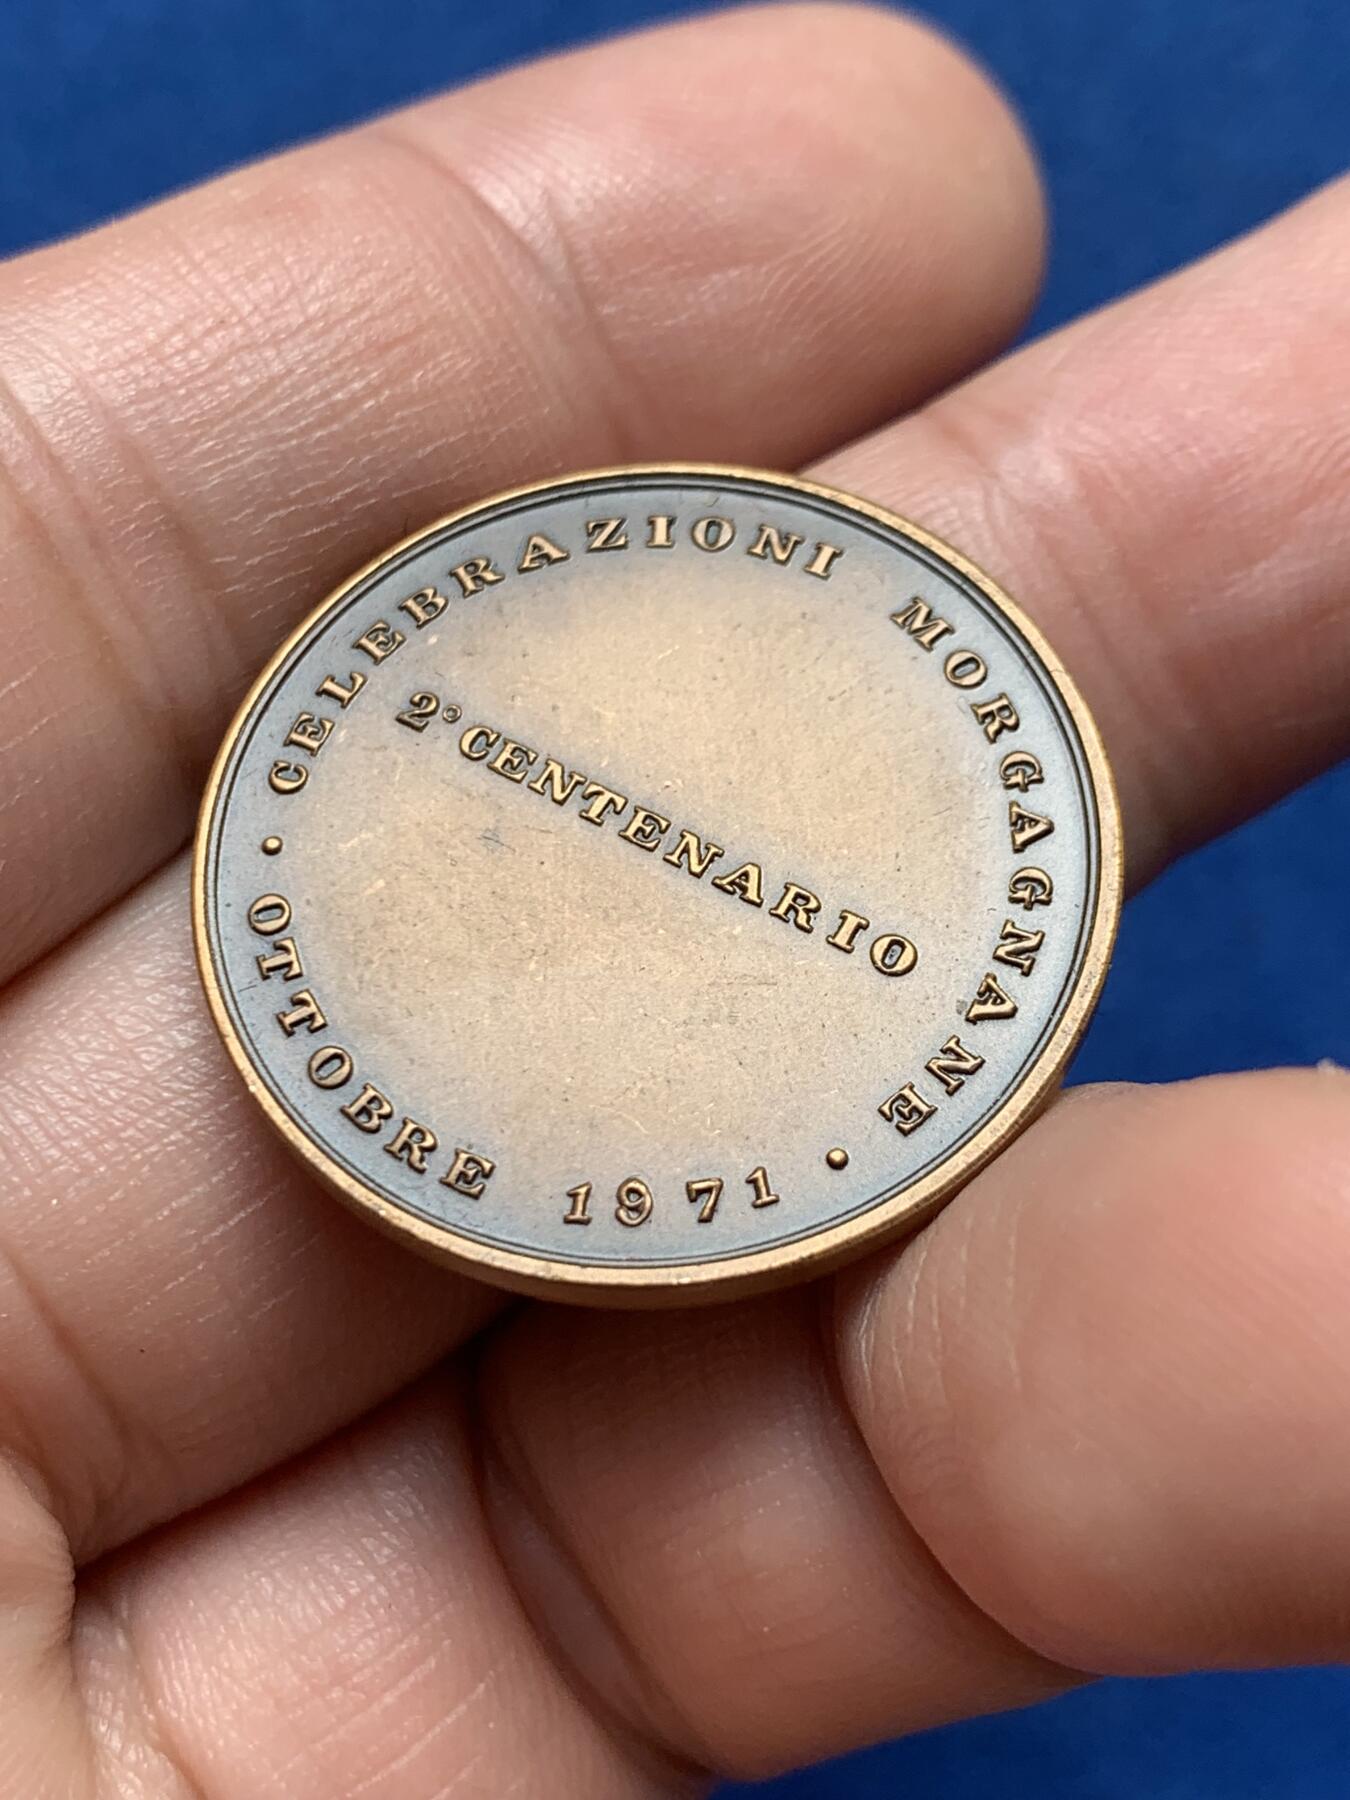 CELEBRAZIONI MORGAGNANE
2° CENTENARIO
• OTTOBRE 1971 •